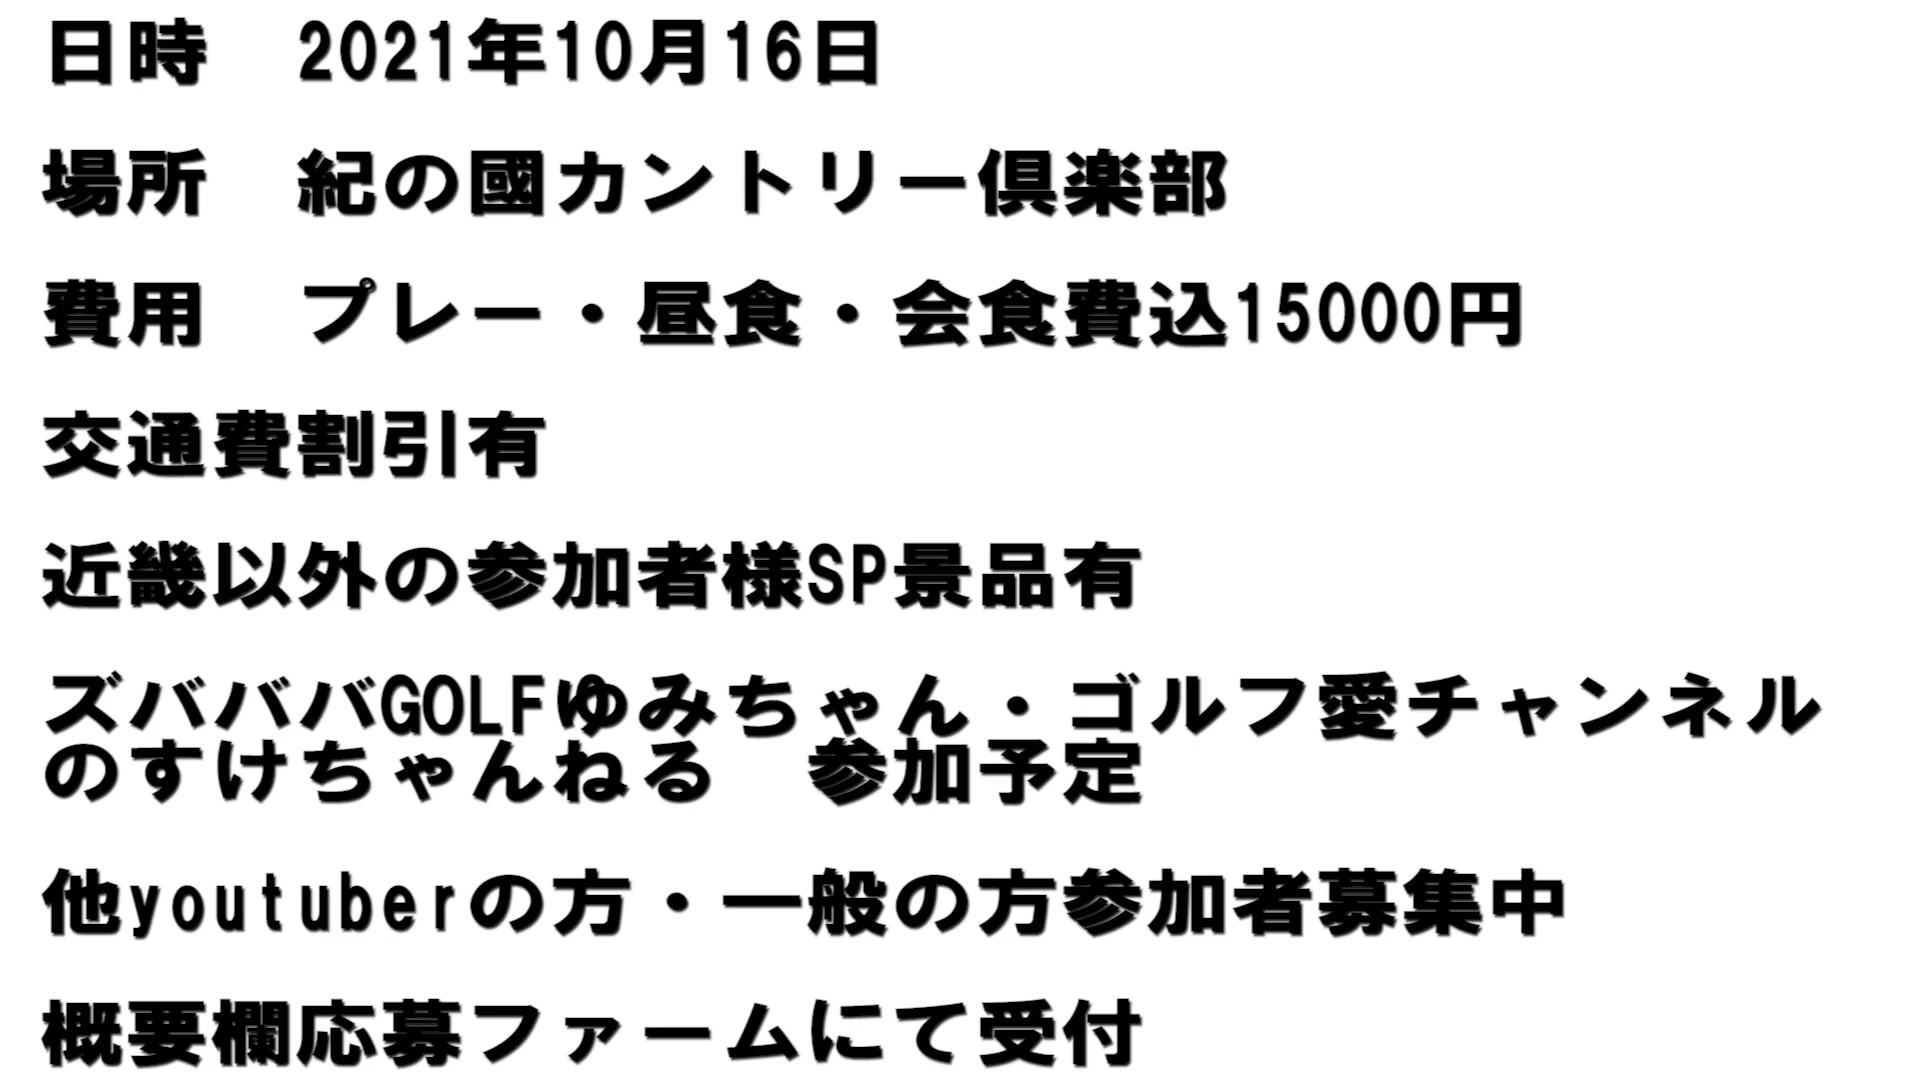 日時　2021年10月16日
場所　紀の國カントリー倶楽部
費用　プレー・昼食・会食費込15000円
交通費割引有
近畿以外の参加者様SP景品有
ズバババGOLFゆみちゃん・ゴルフ愛チャンネル
のすけちゃんねる　参加予定
他youtuberの方・一般の方参加者募集中
概要欄応募ファームにて受付